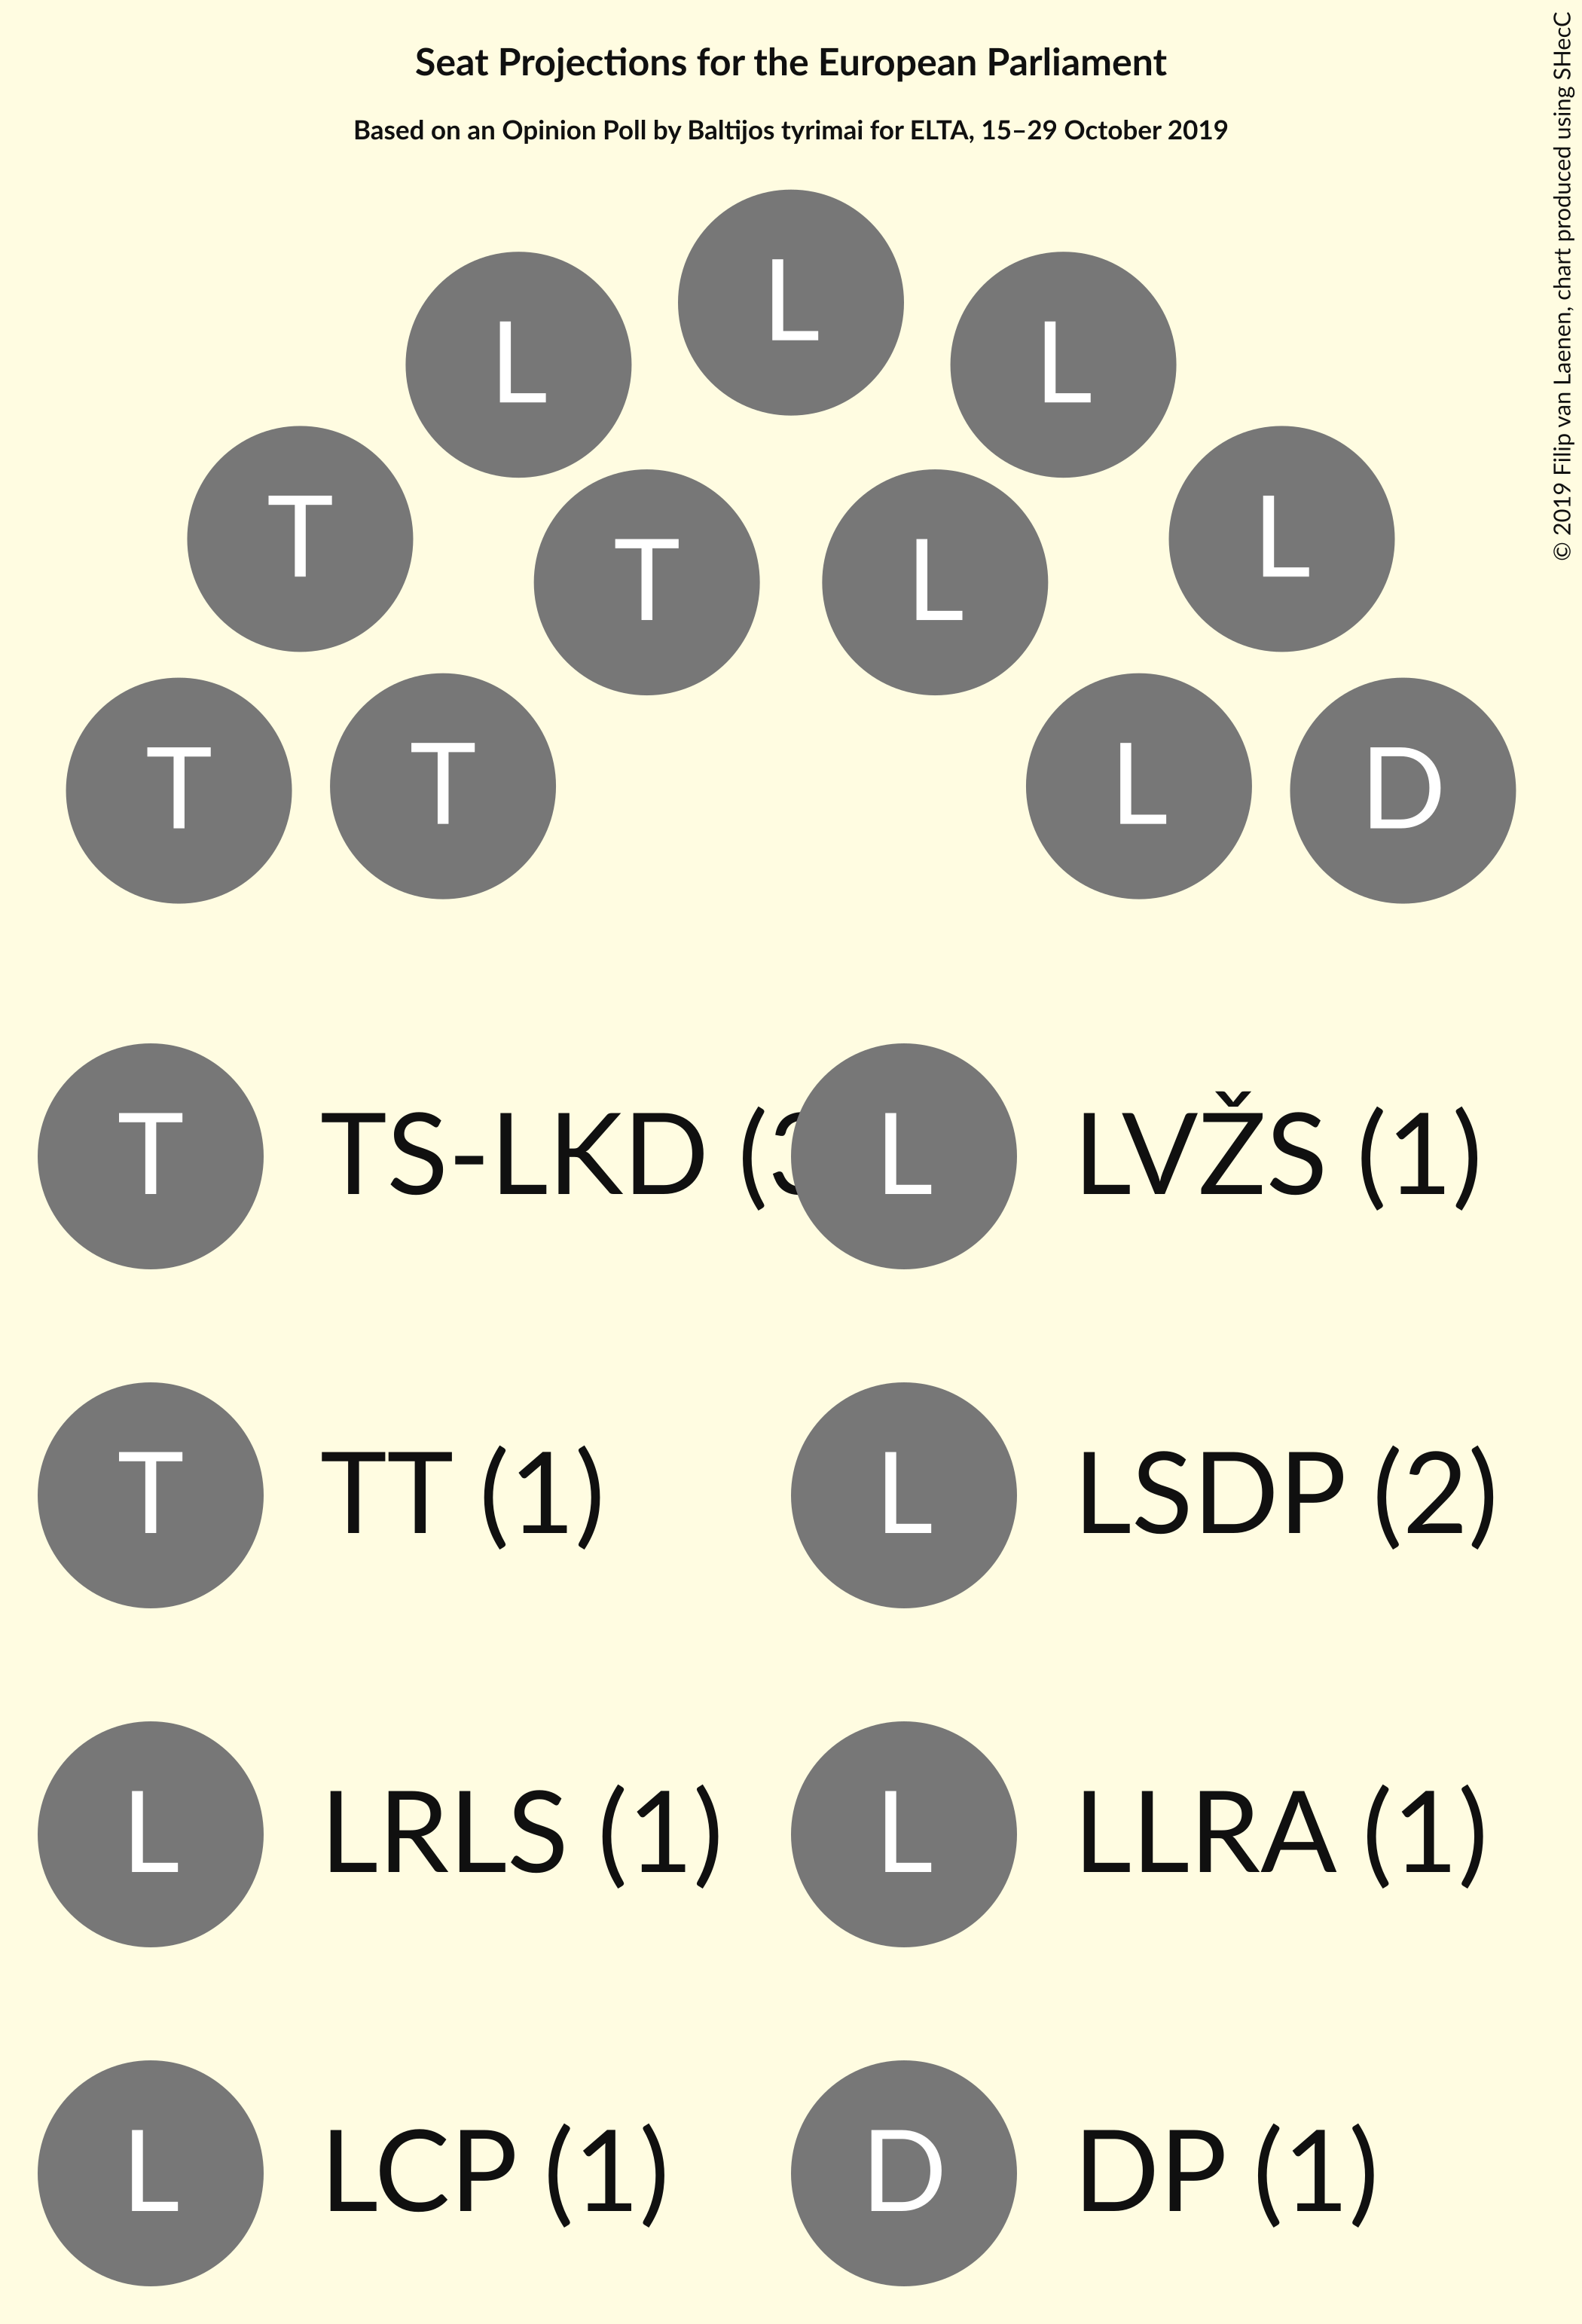 Seat Projections for the European Parliament
Based on an Opinion Poll by Baltijos tyrimai for ELTA, 15–29 October 2019
© 2019 Filip van Laenen, chart produced using SHecC
L
L
L
T
L
T
L
T
T
L
D
T TS-LKD (3
L LVŽS (1)
T TT (1)
L LSDP (2)
L LRLS (1)
L LLRA (1)
L LCP (1)
D DP (1)